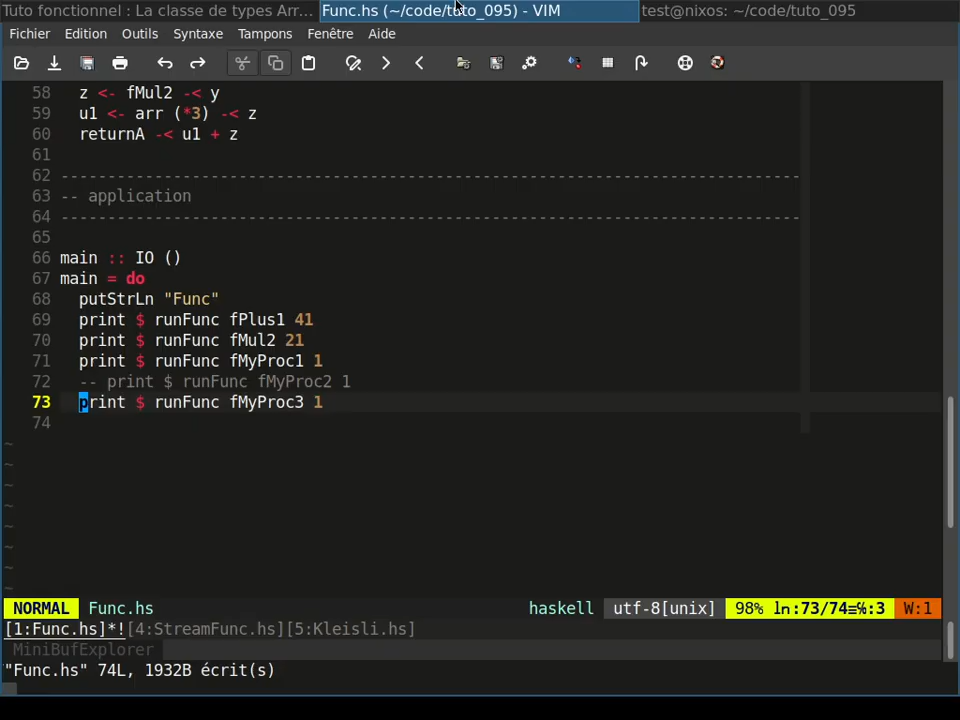 Tuto fonctionnel : La classe de types Arr... Func.hs (~/code/tuto_095) - VIM test@nixos: ~/code/tuto_095
Fichier Edition Outils Syntaxe Tampons Fenêtre Aide
58 z <- fMul2 -< y
59 u1 <- arr (*3) -< z
60 returnA -< u1 + z
61
62 -------------------------------------------------------------------------------
63 -- application
64 -------------------------------------------------------------------------------
65
66 main :: IO ()
67 main = do
68 putStrLn "Func"
69 print $ runFunc fPlus1 41
70 print $ runFunc fMul2 21
71 print $ runFunc fMyProc1 1
72 -- print $ runFunc fMyProc2 1
73 print $ runFunc fMyProc3 1
74
~
~
~
~
~
~
~
~
NORMAL Func.hs haskell utf-8[unix] 98% ln:73/74≡℅:3 W:1
[1:Func.hs]*![4:StreamFunc.hs][5:Kleisli.hs]
MiniBufExplorer
"Func.hs" 74L, 1932B écrit(s)